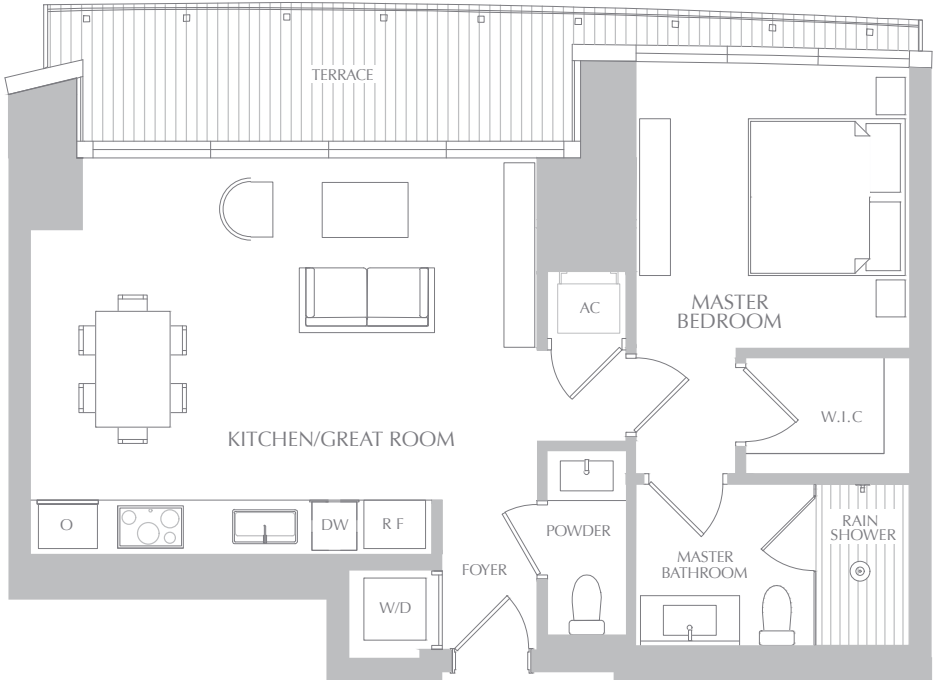 TERRACE
AC
MASTER
BEDROOM
W.I.C
KITCHEN/GREAT ROOM
O
DW
R F
POWDER
RAIN
SHOWER
FOYER
MASTER
BATHROOM
W/D